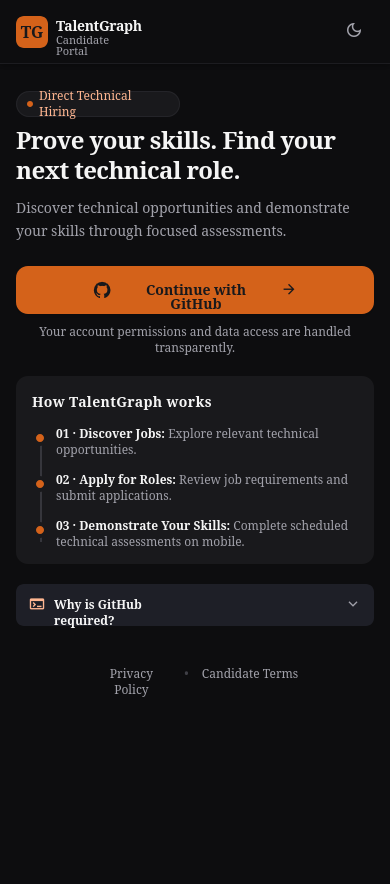 TG
TalentGraph
Candidate
Portal
Direct Technical
Hiring
Prove your skills. Find your
next technical role.
Discover technical opportunities and demonstrate
your skills through focused assessments.
Continue with
GitHub
Your account permissions and data access are handled
transparently.
How TalentGraph works
01 · Discover Jobs: Explore relevant technical
opportunities.
02 · Apply for Roles: Review job requirements and
submit applications.
03 · Demonstrate Your Skills: Complete scheduled
technical assessments on mobile.
Why is GitHub
required?
Privacy
Policy
• Candidate Terms